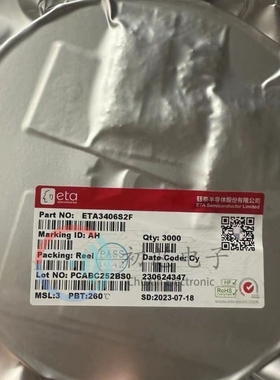 eta
钰泰半导体股份有限公司
ETA Semiconductor Limited
Part NO: ETA3406S2F
Marking ID: AH
Qty: 3000
Packing: Reel
Date Code: Cy
Lot NO: PCABC252BS0
230624347
MSL:3 PBT:260℃ SD:2023-07-18
HF
RoHS